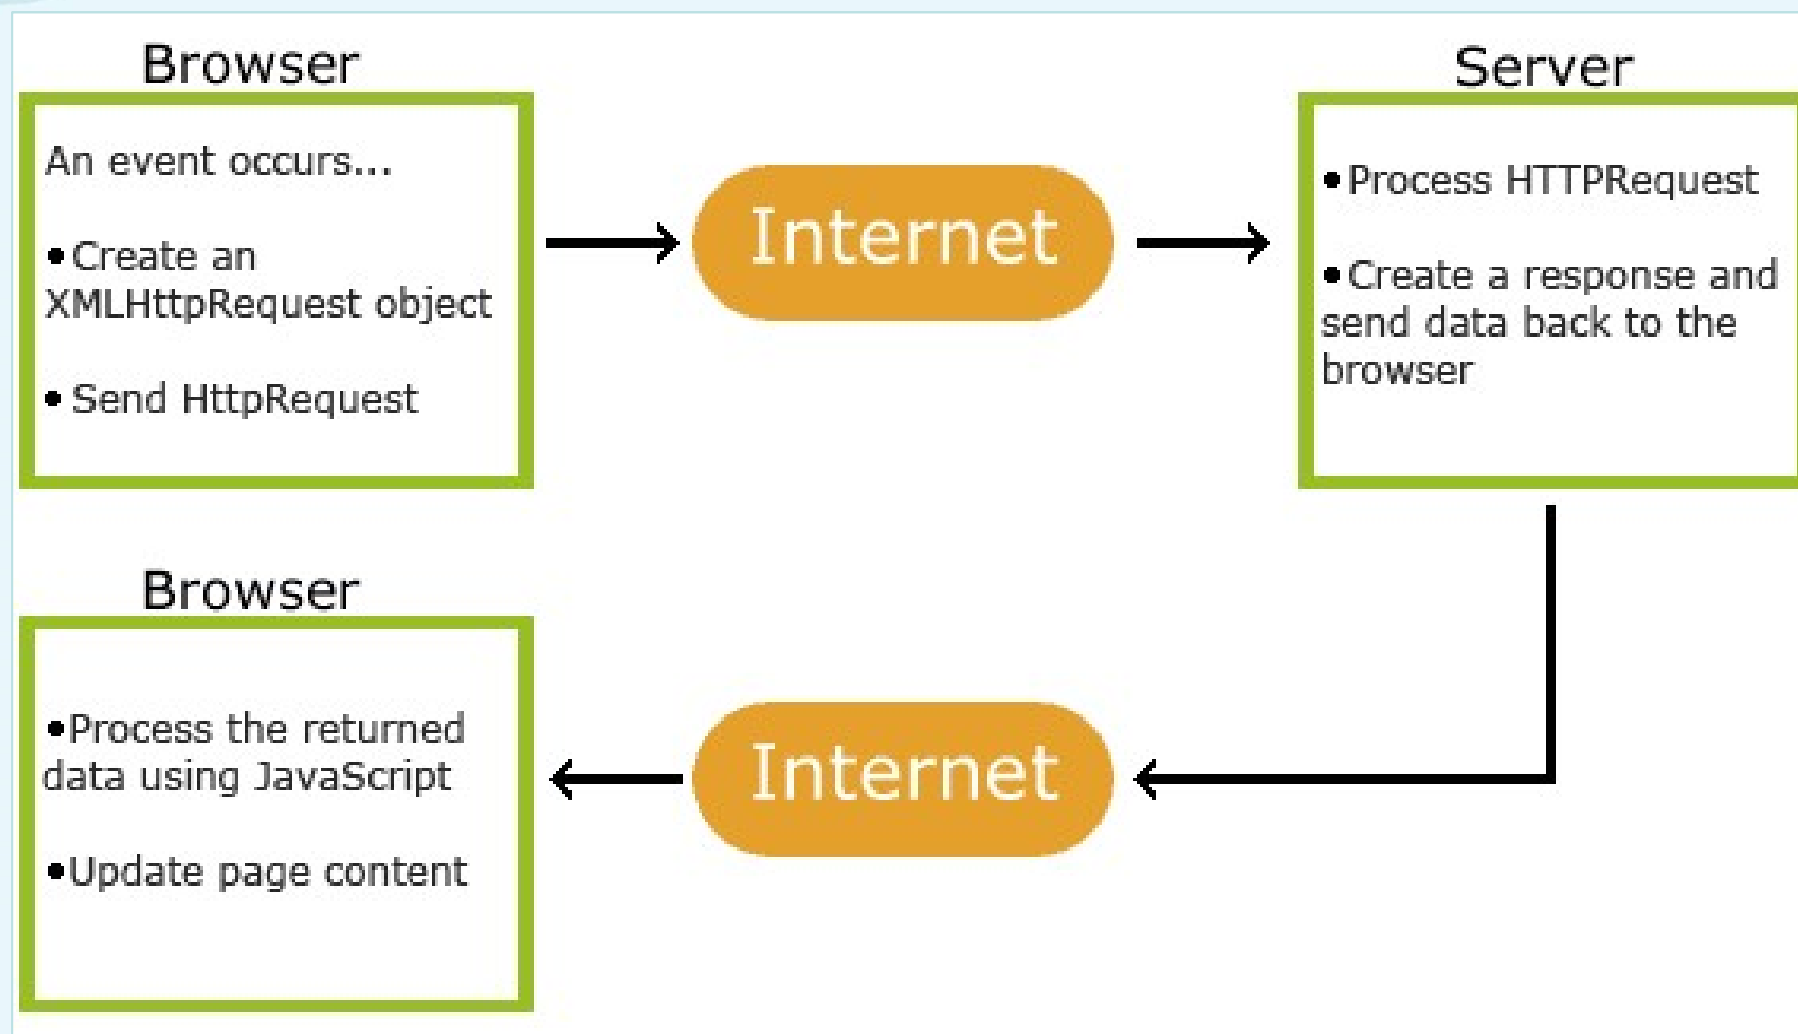 Browser
An event occurs...
•Create an
XMLHttpRequest object
• Send HttpRequest
Internet
Server
•Process HTTPRequest
•Create a response and
send data back to the
browser
Browser
•Process the returned
data using JavaScript
•Update page content
Internet